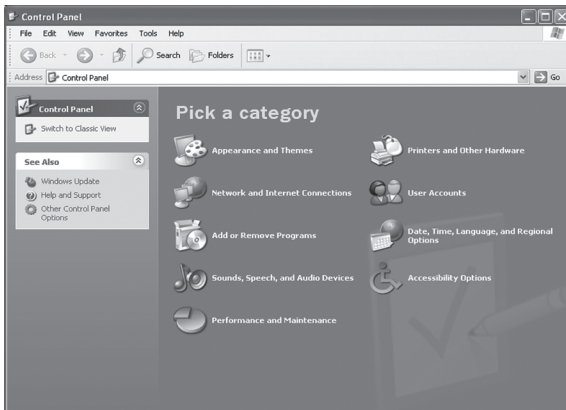 Control Panel
File Edit View Favorites Tools Help
Back Search Folders
Address Control Panel Go
Control Panel
Switch to Classic View
See Also
Windows Update
Help and Support
Other Control Panel
Options
Pick a category
Appearance and Themes
Printers and Other Hardware
Network and Internet Connections
User Accounts
Add or Remove Programs
Date, Time, Language, and Regional
Options
Sounds, Speech, and Audio Devices
Accessibility Options
Performance and Maintenance